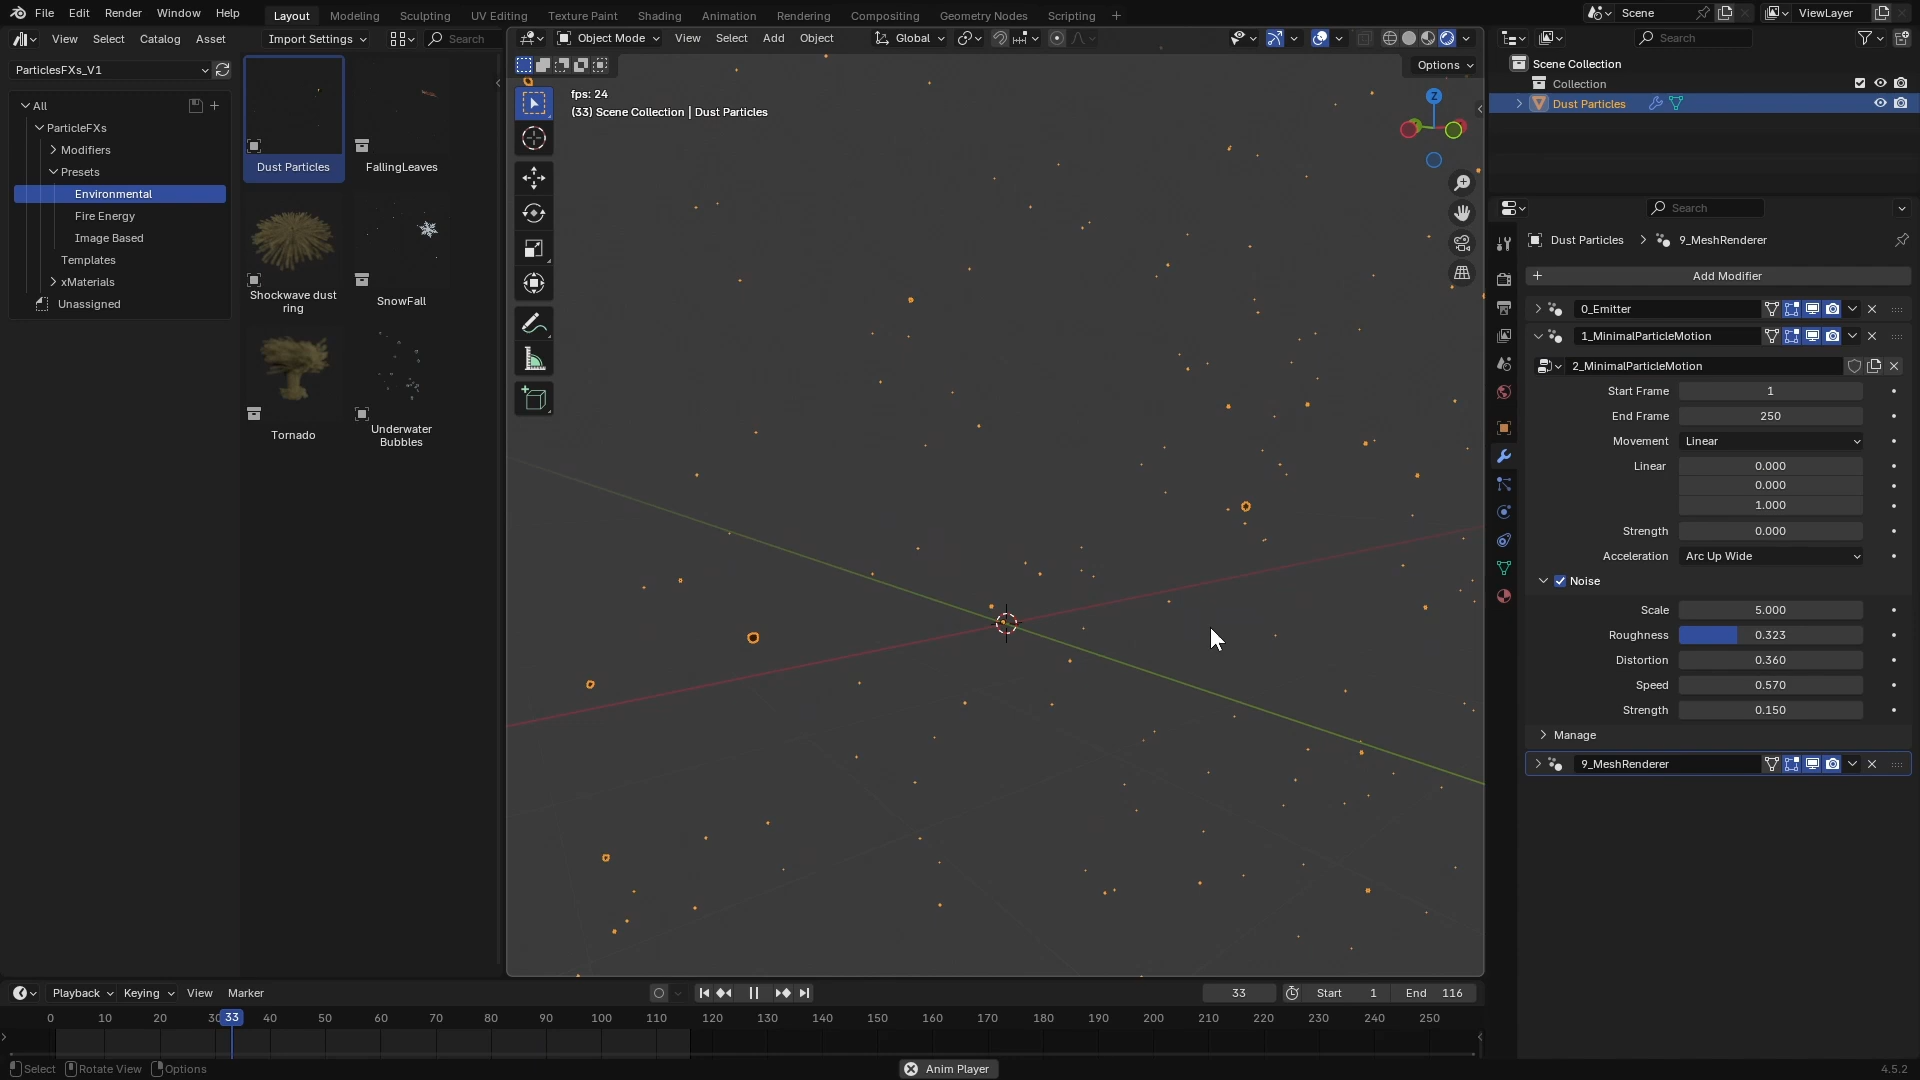 File Edit Render Window Help Layout Modeling Sculpting UV Editing Texture Paint Shading Animation Rendering Compositing Geometry Nodes Scripting + Scene ViewLayer
View Select Catalog Asset Import Settings Search Object Mode View Select Add Object Global Search
ParticlesFXs_V1
Options
All
ParticleFXs
Modifiers
Presets
Environmental
Fire Energy
Image Based
Templates
xMaterials
Unassigned
Dust Particles
FallingLeaves
Shockwave dust
ring
SnowFall
Tornado
Underwater
Bubbles
fps: 24
(33) Scene Collection | Dust Particles
Z
Scene Collection
Collection
Dust Particles
Search
Dust Particles 9_MeshRenderer
Add Modifier
0_Emitter
1_MinimalParticleMotion
2_MinimalParticleMotion
Start Frame 1
End Frame 250
Movement Linear
Linear 0.000
0.000
1.000
Strength 0.000
Acceleration Arc Up Wide
Noise
Scale 5.000
Roughness 0.323
Distortion 0.360
Speed 0.570
Strength 0.150
Manage
9_MeshRenderer
Playback Keying View Marker 33 Start 1 End 116
0 10 20 30 33 40 50 60 70 80 90 100 110 120 130 140 150 160 170 180 190 200 210 220 230 240 250
Select Rotate View Options Anim Player 4.5.2